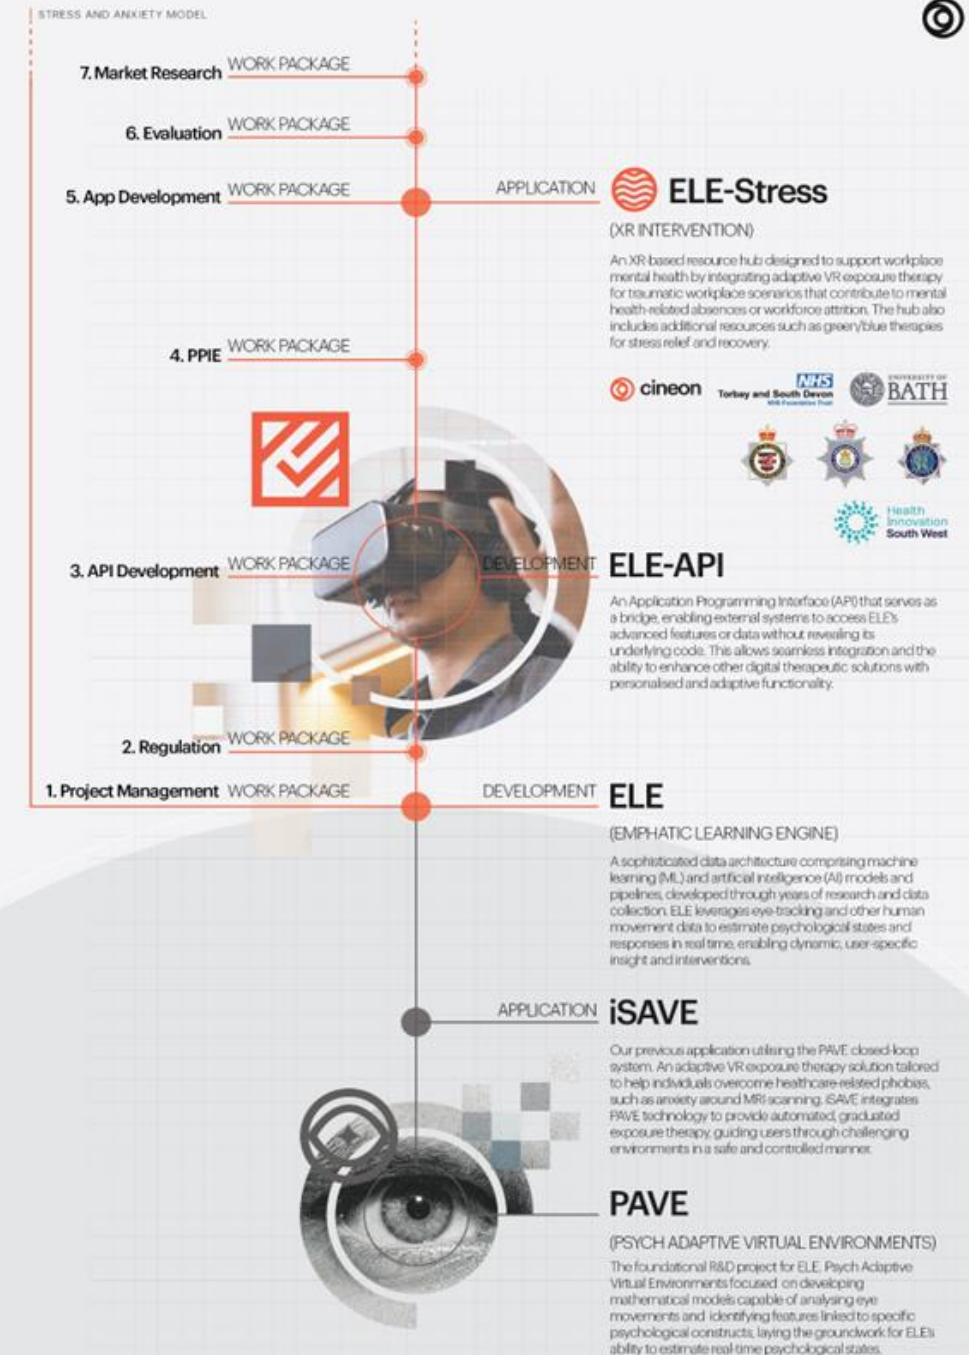 STRESS AND ANXIETY MODEL
7. Market Research WORK PACKAGE
6. Evaluation WORK PACKAGE
5. App Development WORK PACKAGE
APPLICATION ELE-Stress
(XR INTERVENTION)
An XR-based resource hub designed to support workplace
mental health by integrating adaptive VR exposure therapy
for traumatic workplace scenarios that contribute to mental
health-related absences or workforce attrition. The hub also
includes additional resources such as green/blue therapies
for stress relief and recovery.
4. PPIE WORK PACKAGE
cineon
NHS
Torbay and South Devon
NHS Foundation Trust
UNIVERSITY OF
BATH
Health
Innovation
South West
3. API Development WORK PACKAGE
DEVELOPMENT ELE-API
An Application Programming Interface (API) that serves as
a bridge, enabling external systems to access ELE's
advanced features or data without revealing its
underlying code. This allows seamless integration and the
ability to enhance other digital therapeutic solutions with
personalised and adaptive functionality.
2. Regulation WORK PACKAGE
1. Project Management WORK PACKAGE
DEVELOPMENT ELE
(EMPHATIC LEARNING ENGINE)
A sophisticated data architecture comprising machine
learning (ML) and artificial intelligence (AI) models and
pipelines, developed through years of research and data
collection. ELE leverages eye-tracking and other human
movement data to estimate psychological states and
responses in real time, enabling dynamic, user-specific
insight and interventions.
APPLICATION iSAVE
Our previous application utilising the PAVE closed-loop
system. An adaptive VR exposure therapy solution tailored
to help individuals overcome healthcare-related phobias,
such as anxiety around MRI scanning. iSAVE integrates
PAVE technology to provide automated, graduated
exposure therapy, guiding users through challenging
environments in a safe and controlled manner.
PAVE
(PSYCH ADAPTIVE VIRTUAL ENVIRONMENTS)
The foundational R&D project for ELE. Psych Adaptive
Virtual Environments focused on developing
mathematical models capable of analysing eye
movements and identifying features linked to specific
psychological constructs, laying the groundwork for ELE's
ability to estimate real-time psychological states.